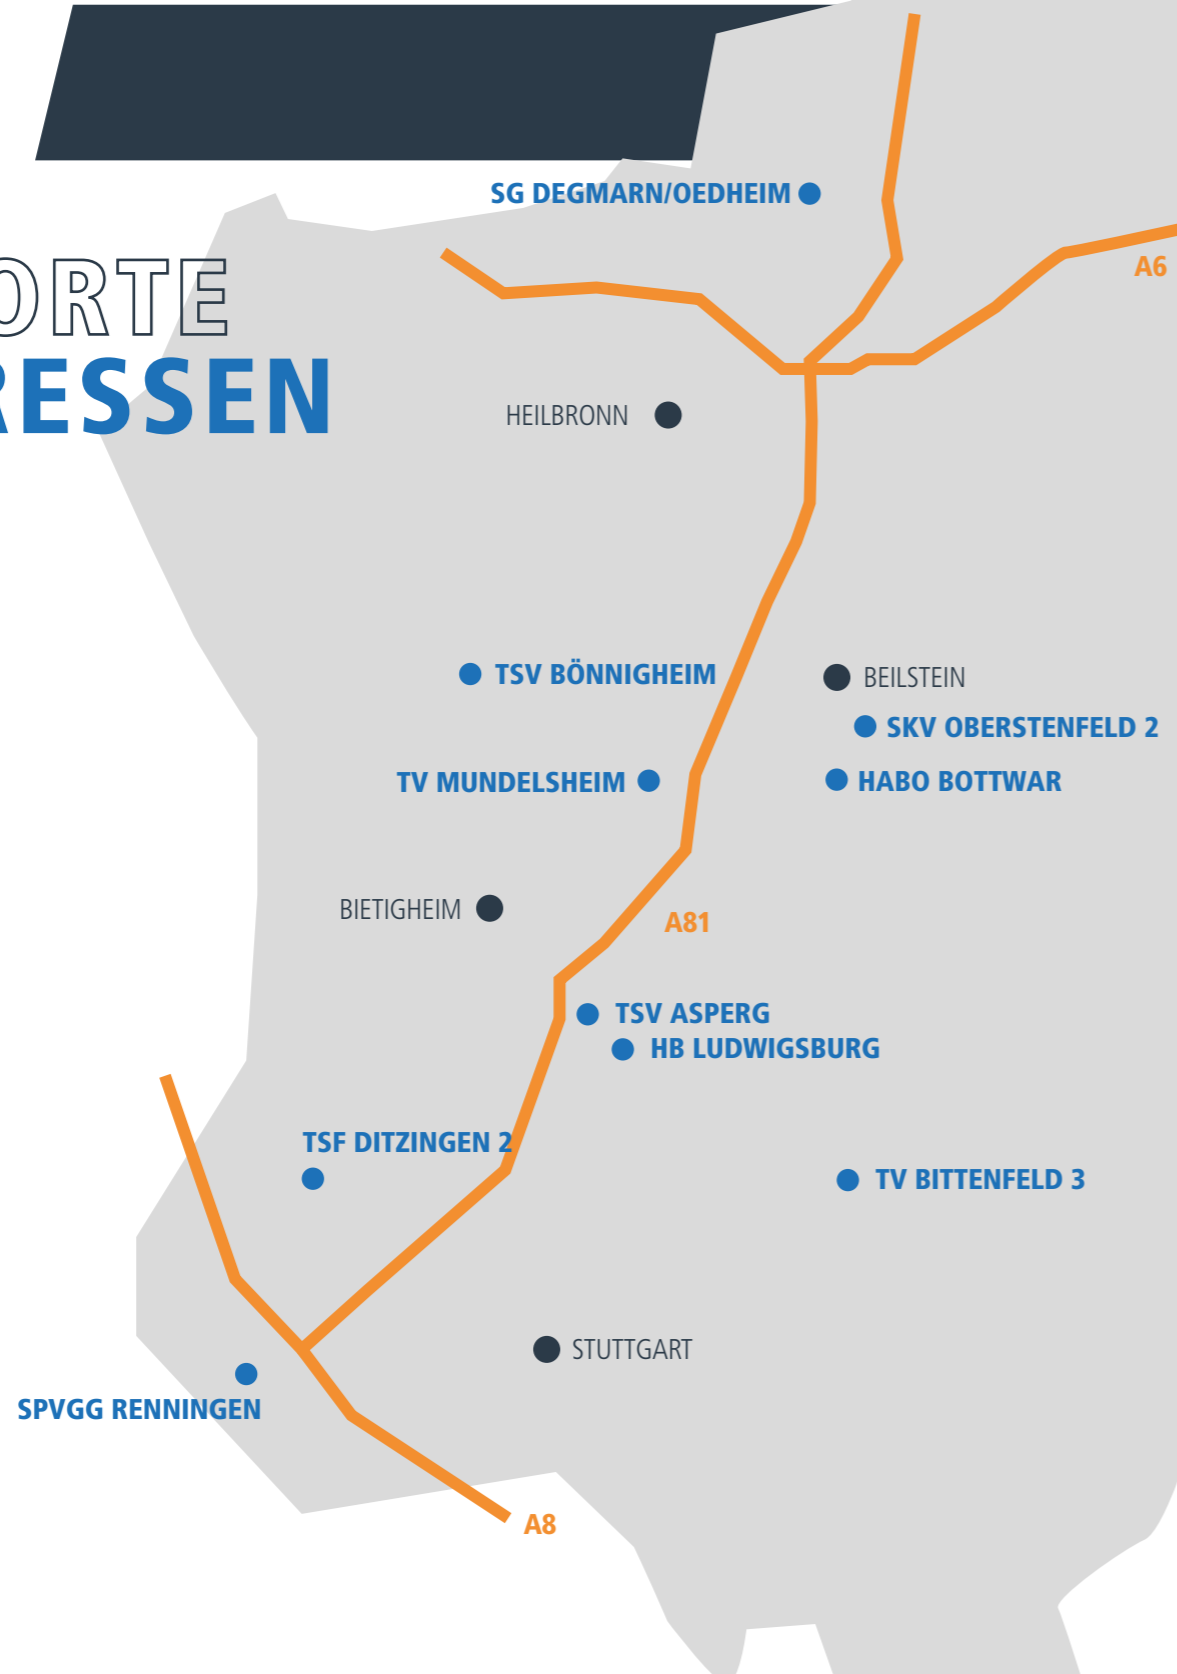 SG DEGMARN/OEDHEIM
ORTE
A6
RESSEN
HEILBRONN
TSV BÖNNIGHEIM
BEILSTEIN
SKV OBERSTENFELD 2
TV MUNDELSHEIM
HABO BOTTWAR
BIETIGHEIM
A81
TSV ASPERG
HB LUDWIGSBURG
TSF DITZINGEN 2
TV BITTENFELD 3
STUTTGART
SPVGG RENNINGEN
A8